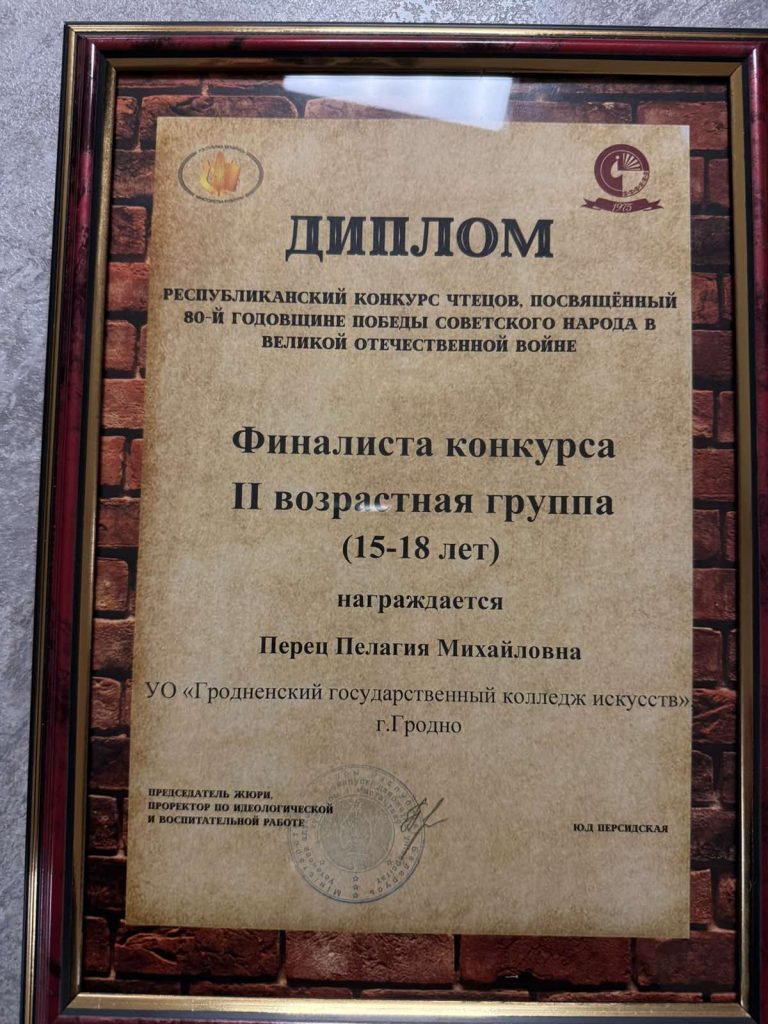 1975
ДИПЛОМ
РЕСПУБЛИКАНСКИЙ КОНКУРС ЧТЕЦОВ, ПОСВЯЩЁННЫЙ
80-Й ГОДОВЩИНЕ ПОБЕДЫ СОВЕТСКОГО НАРОДА В
ВЕЛИКОЙ ОТЕЧЕСТВЕННОЙ ВОЙНЕ
Финалиста конкурса
II возрастная группа
(15-18 лет)
награждается
Перец Пелагия Михайловна
УО «Гродненский государственный колледж искусств»
г.Гродно
ПРЕДСЕДАТЕЛЬ ЖЮРИ,
ПРОРЕКТОР ПО ИДЕОЛОГИЧЕСКОЙ
И ВОСПИТАТЕЛЬНОЙ РАБОТЕ
Ю.Д ПЕРСИДСКАЯ